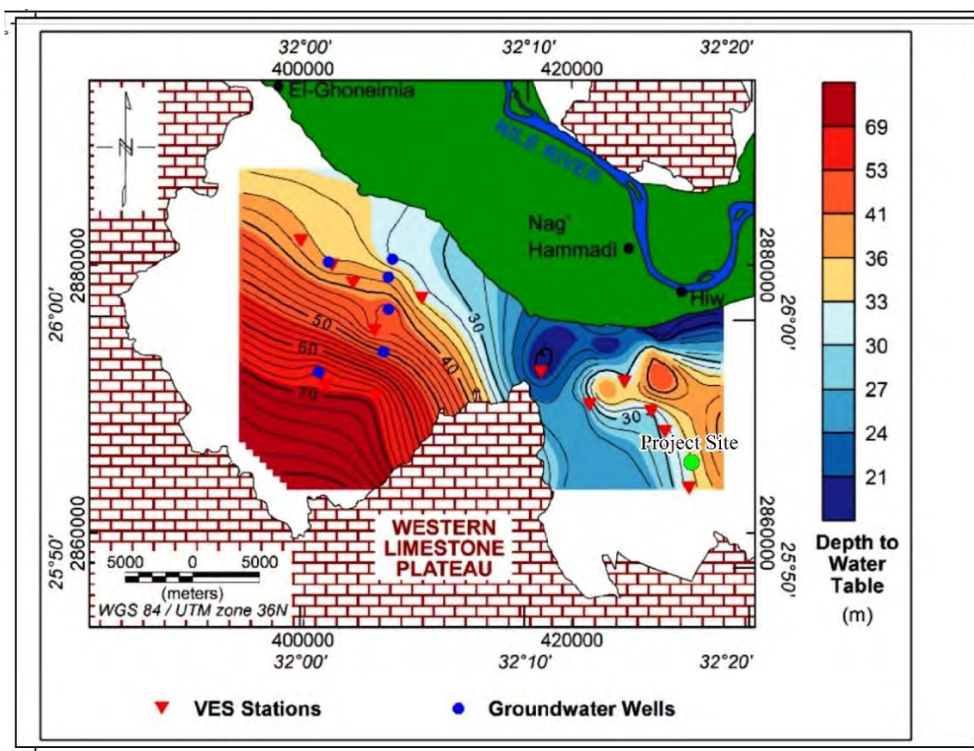 32°00' 32°10' 32°20'
400000 420000
El-Ghoneimia
N
NILE RIVER
Nag'
Hammadi
Hiw
2880000
26°00'
2880000
26°00'
30
50
40
60
70
30
Project Site
WESTERN
LIMESTONE
PLATEAU
2860000
25°50'
2860000
25°50'
5000 0 5000
(meters)
WGS 84 / UTM zone 36N
400000 420000
32°00' 32°10' 32°20'
69
53
41
36
33
30
27
24
21
Depth to
Water
Table
(m)
VES Stations Groundwater Wells